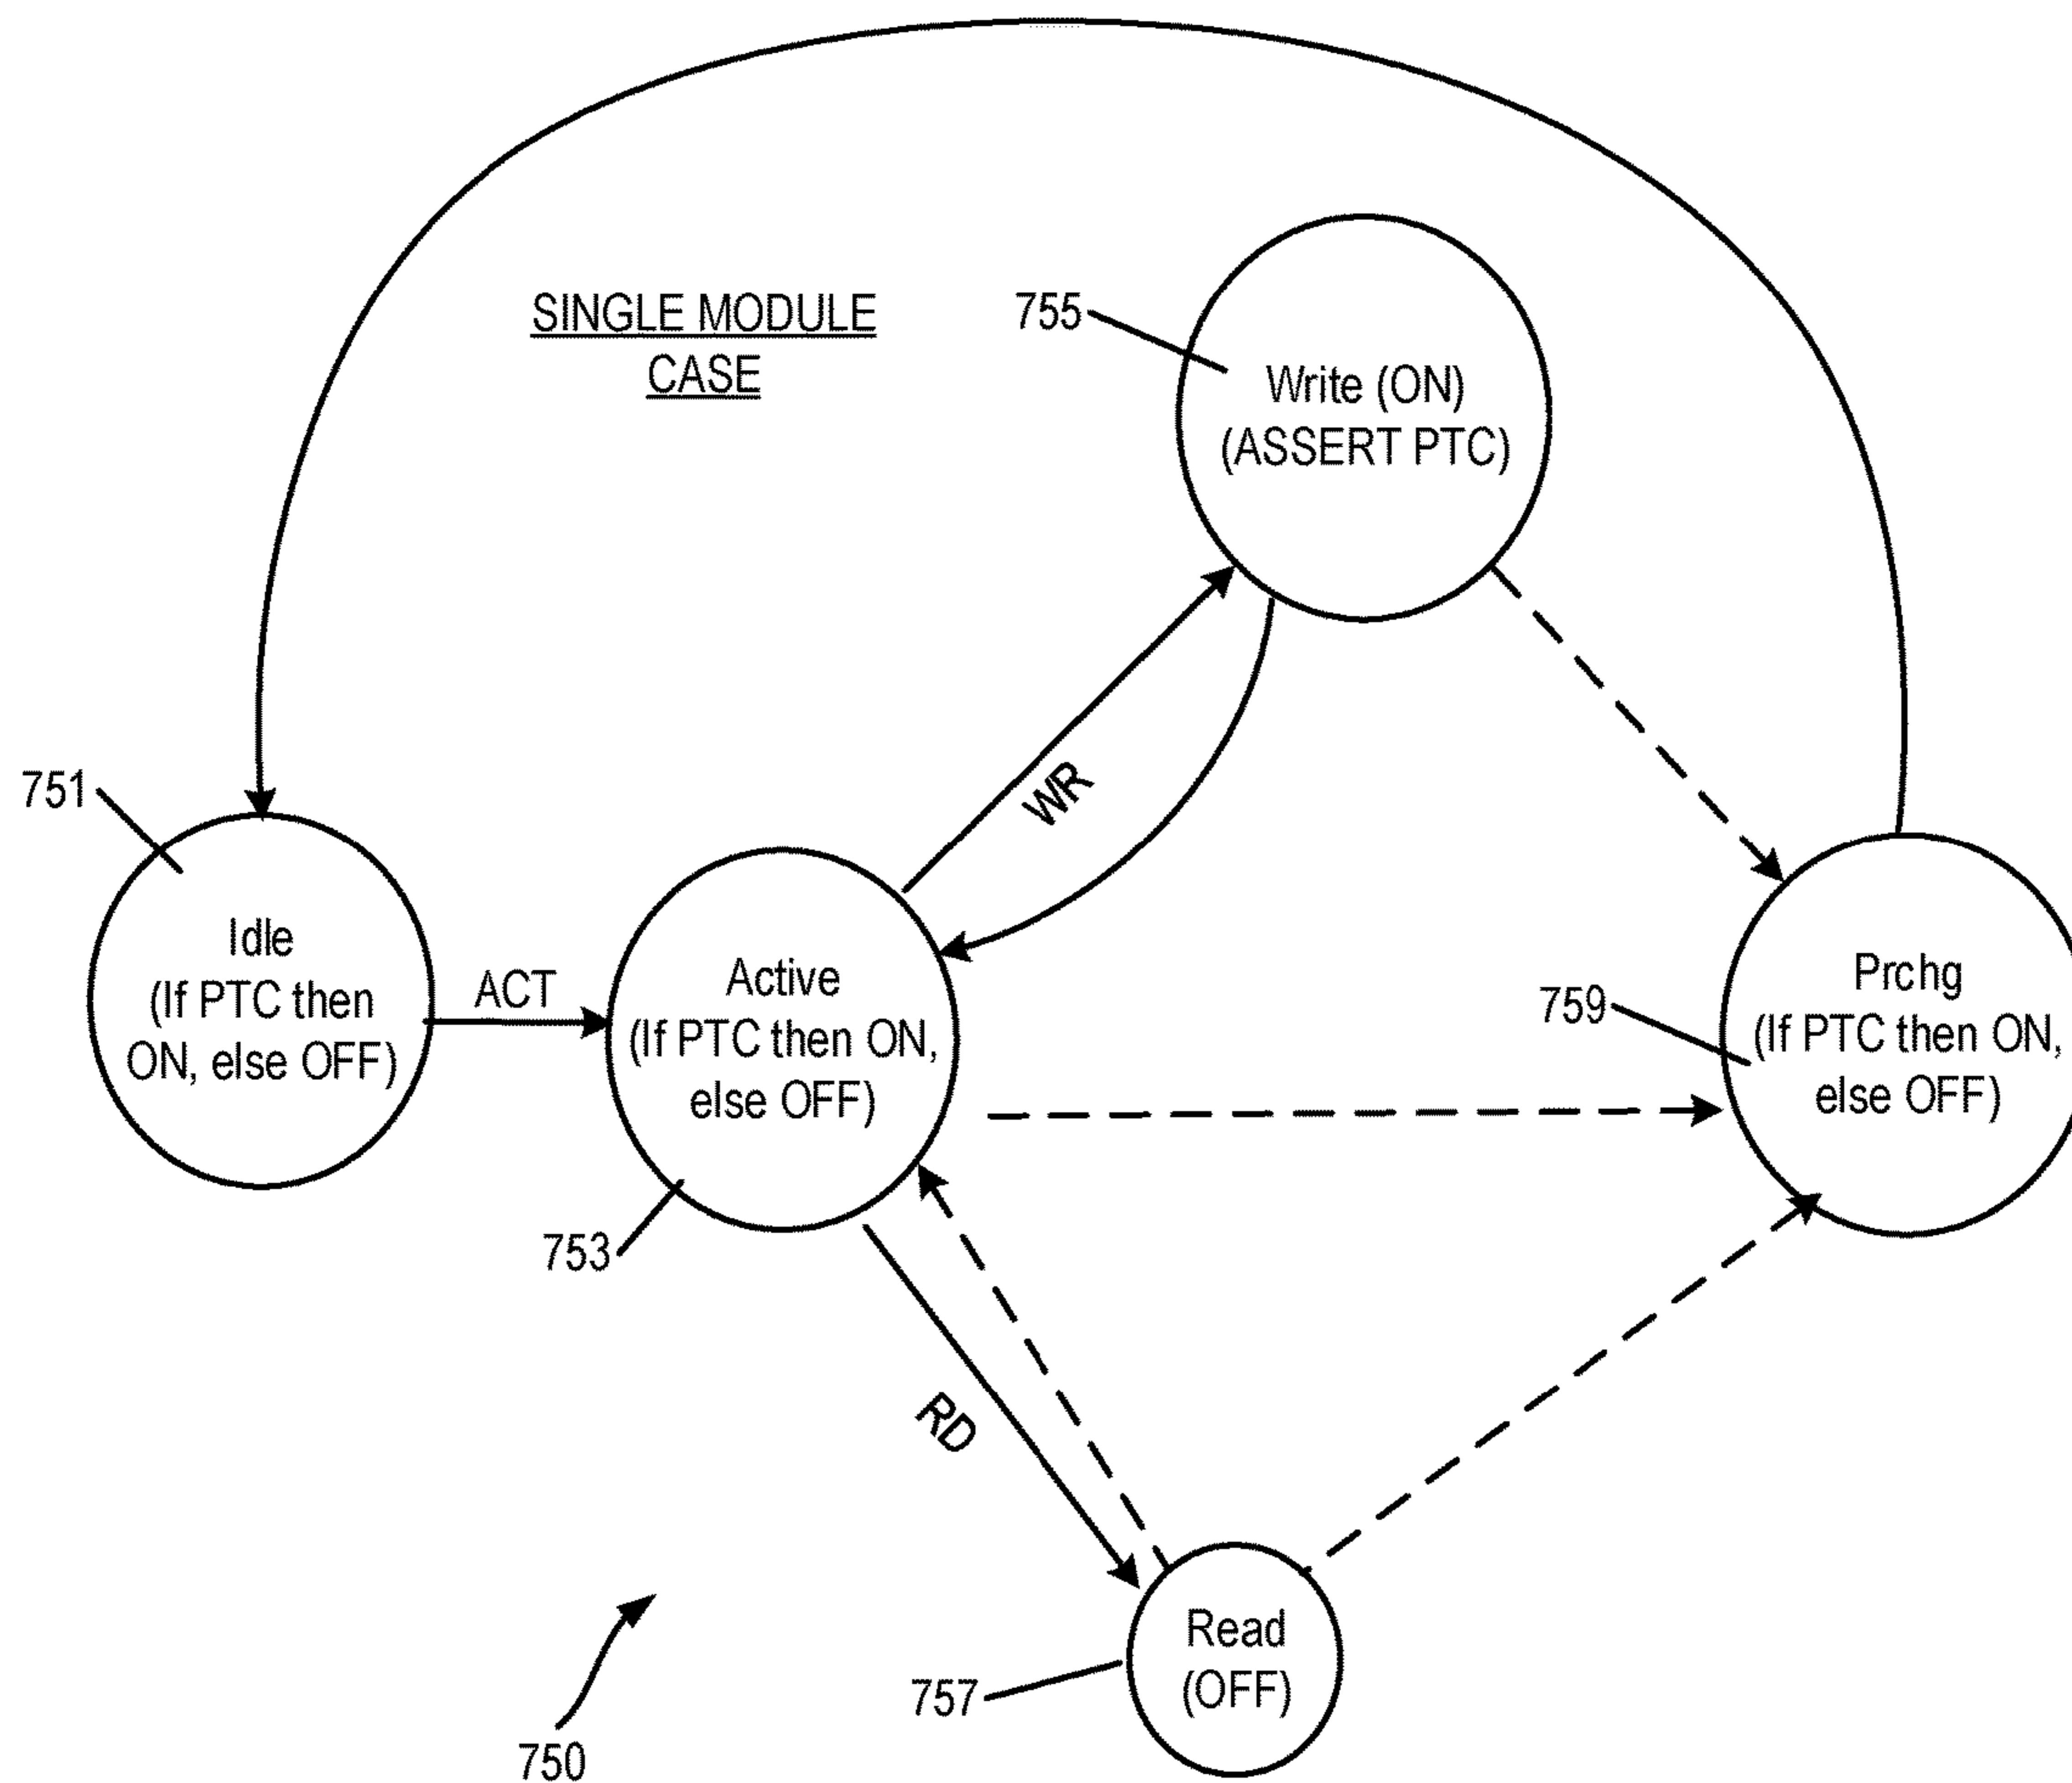 SINGLE MODULE
CASE
755
Write (ON)
(ASSERT PTC)
751
WR
Idle
(If PTC then
ON, else OFF)
ACT
Active
(If PTC then ON,
else OFF)
759
Prchg
(If PTC then ON,
else OFF)
753
RD
Read
(OFF)
757
750